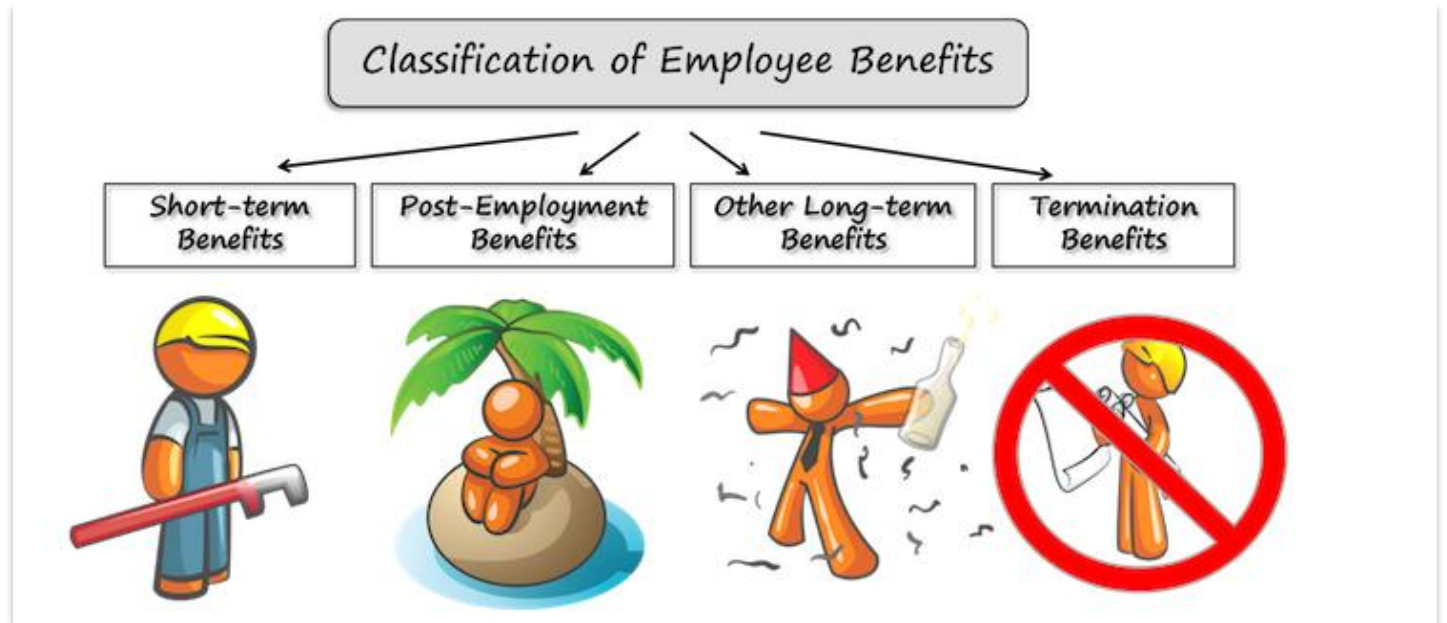 Classification of Employee Benefits
Short-term
Benefits
Post-Employment
Benefits
Other Long-term
Benefits
Termination
Benefits